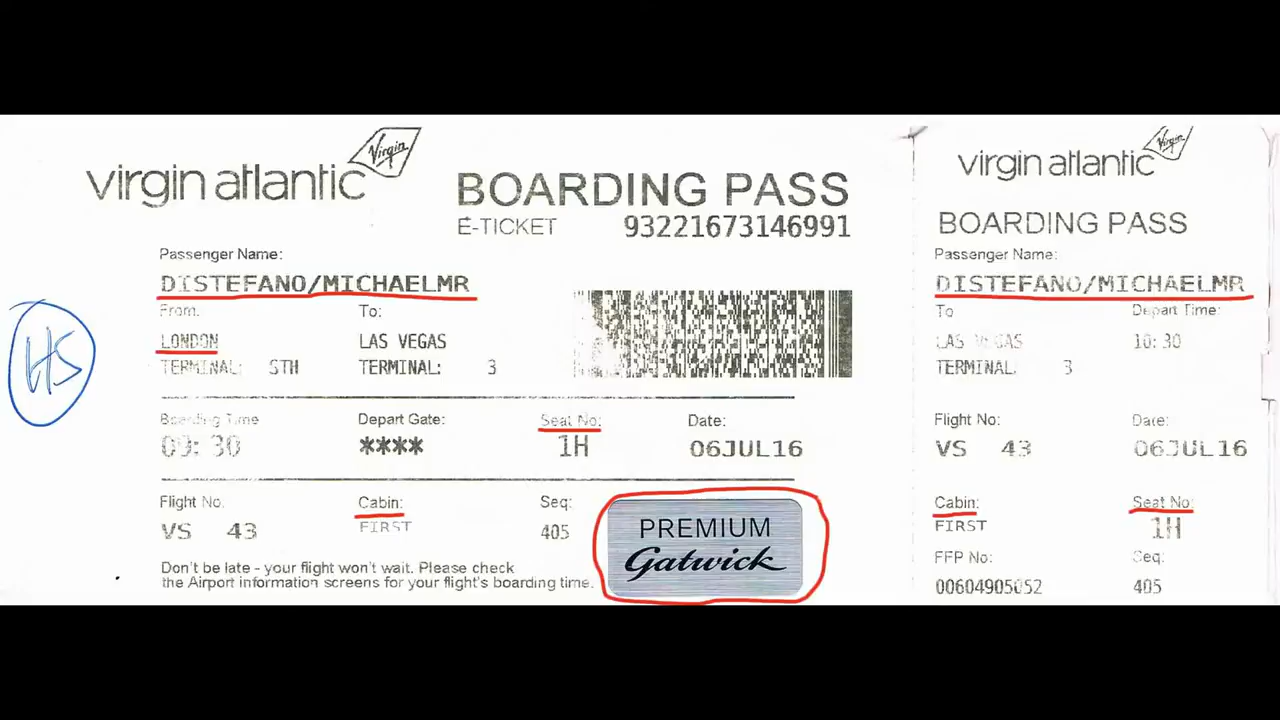 virgin atlantic
Virgin
BOARDING PASS
E-TICKET 93221673146991
Passenger Name:
DISTEFANO/MICHAELMR
From: To:
LONDON LAS VEGAS
TERMINAL: STH TERMINAL: 3
Boarding Time Depart Gate: Seat No: Date:
09:30 **** 1H 06JUL16
Flight No. Cabin: Seq:
VS 43 FIRST 405
PREMIUM
Gatwick
Don't be late - your flight won't wait. Please check
the Airport information screens for your flight's boarding time.
HS
virgin atlantic
Virgin
BOARDING PASS
Passenger Name:
DISTEFANO/MICHAELMR
To Depart Time:
LAS VEGAS 10:30
TERMINAL 3
Flight No: Date:
VS 43 06JUL16
Cabin: Seat No:
FIRST 1H
FFP No: Seq:
00604905052 405